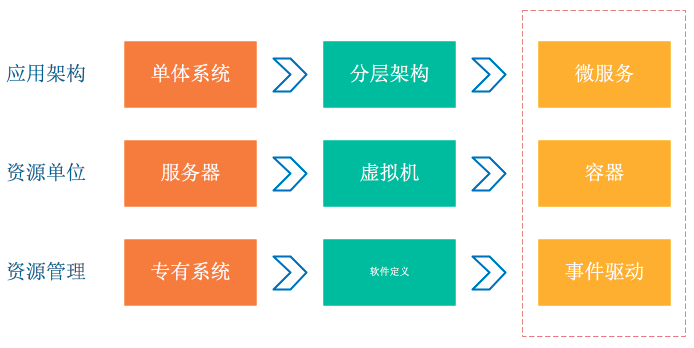 应用架构
单体系统
分层架构
微服务
资源单位
服务器
虚拟机
容器
资源管理
专有系统
软件定义
事件驱动